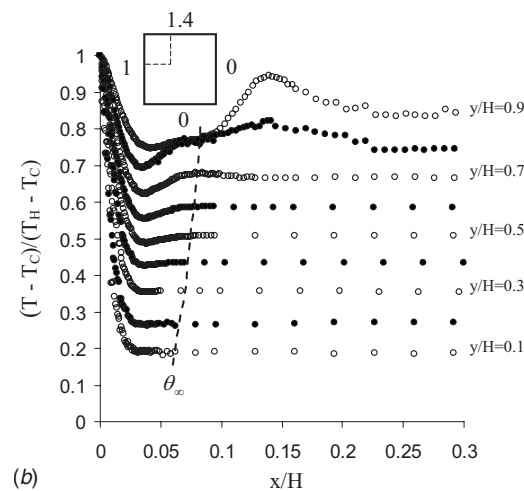 1.4
1
0
0
1
0.9
0.8
0.7
0.6
0.5
0.4
0.3
0.2
0.1
0
(T - T_C)/(T_H - T_C)
y/H=0.9
y/H=0.7
y/H=0.5
y/H=0.3
y/H=0.1
θ∞
0
0.05
0.1
0.15
0.2
0.25
0.3
x/H
(b)